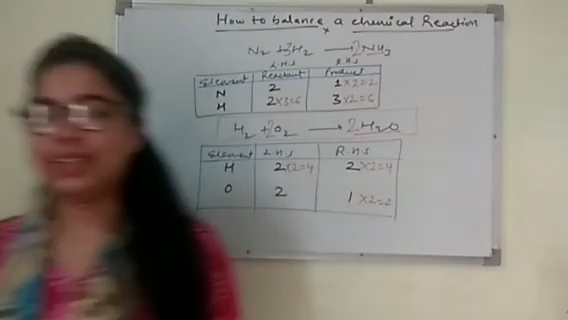 How to balance a chemical Reaction
N₂ + 3H₂ → 2NH₃
L.H.S R.H.S
Element Reactant Product
N 2 1×2=2
H 2×3=6 3×2=6
H₂ + 2O₂ → 2H₂O
Element L.H.S R.H.S
H 2×2=4 2×2=4
O 2 1×2=2